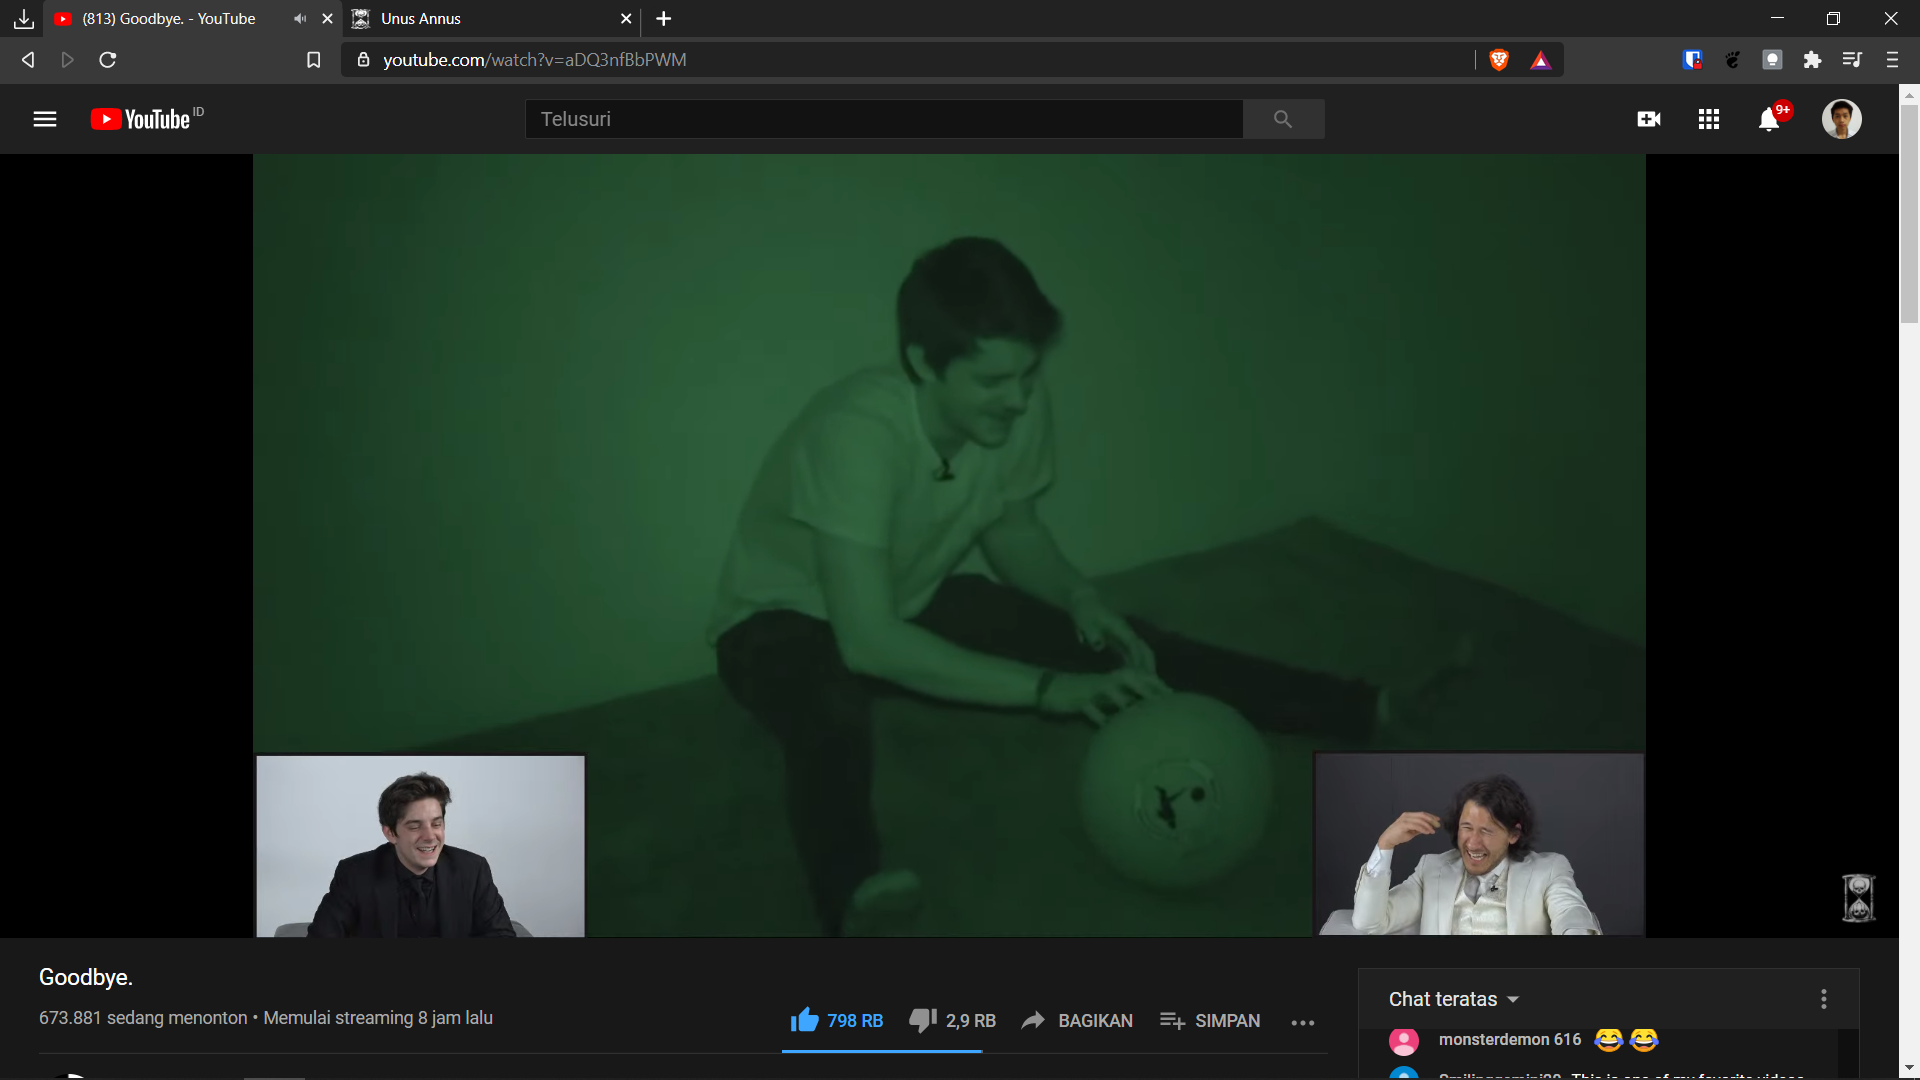 (813) Goodbye. - YouTube
Unus Annus
youtube.com/watch?v=aDQ3nfBbPWM
YouTube ID
Telusuri
9+
Goodbye.
673.881 sedang menonton • Memulai streaming 8 jam lalu
798 RB
2,9 RB
BAGIKAN
SIMPAN
Chat teratas
monsterdemon 616 😂😂